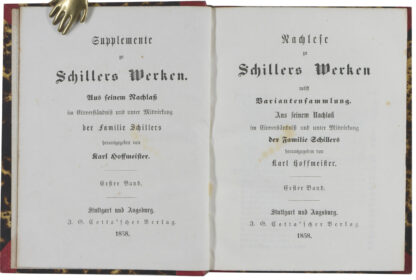 Supplemente
zu
Schillers Werken.
Aus seinem Nachlaß
im Einverständniß und unter Mitwirkung
der Familie Schillers
herausgegeben von
Karl Hoffmeister.
Erster Band.
Stuttgart und Augsburg.
J. G. Cotta'scher Verlag.
1858.
Nachlese
zu
Schillers Werken
nebst
Variantensammlung.
Aus seinem Nachlaß
im Einverständniß und unter Mitwirkung
der Familie Schillers
herausgegeben von
Karl Hoffmeister.
Erster Band.
Stuttgart und Augsburg.
J. G. Cotta'scher Verlag.
1858.